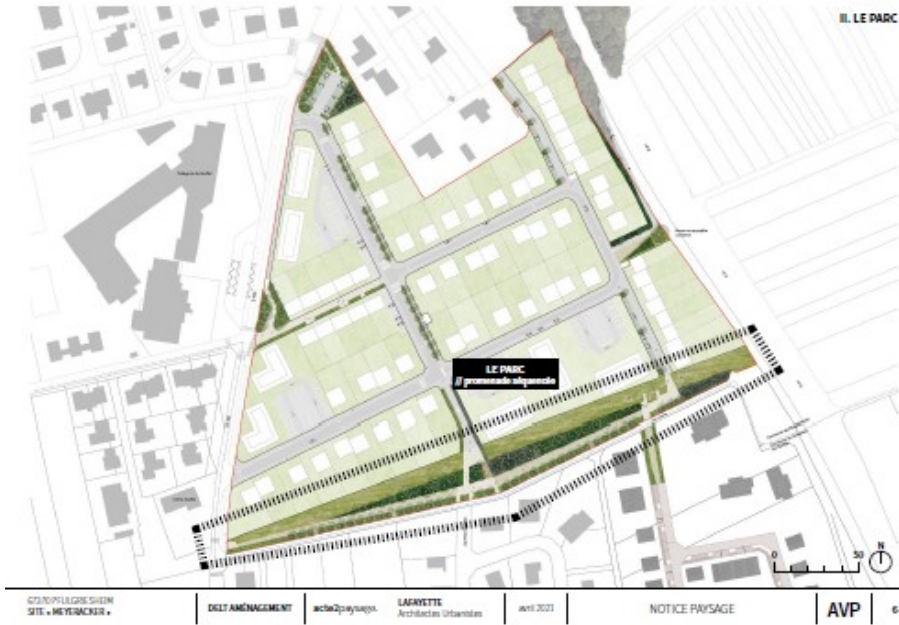 II. LE PARC
LE PARC
// promenade séquencée
0 50
N
67370 PFULGRIESHEIM
SITE « MEYERACKER »
DELT AMÉNAGEMENT
acte2paysage.
LAFAYETTE
Architectes Urbanistes
avril 2021
NOTICE PAYSAGE
AVP
6